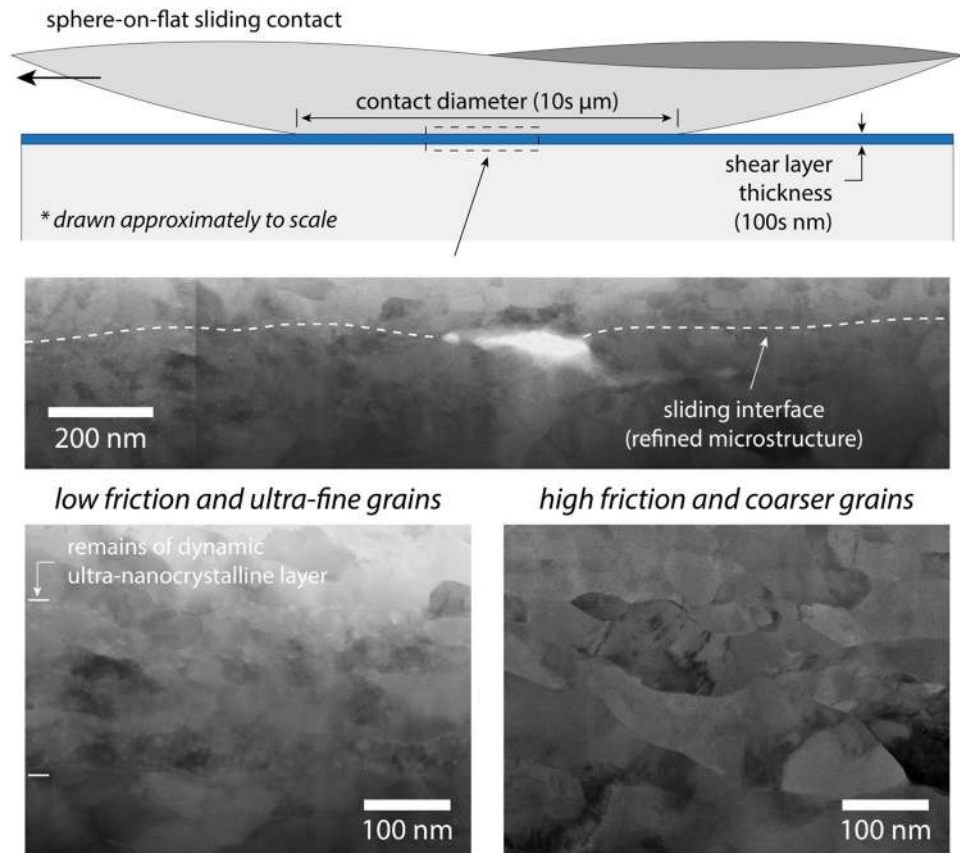 sphere-on-flat sliding contact
contact diameter (10s µm)
shear layer
thickness
(100s nm)
* drawn approximately to scale
200 nm
sliding interface
(refined microstructure)
low friction and ultra-fine grains
high friction and coarser grains
remains of dynamic
ultra-nanocrystalline layer
100 nm
100 nm